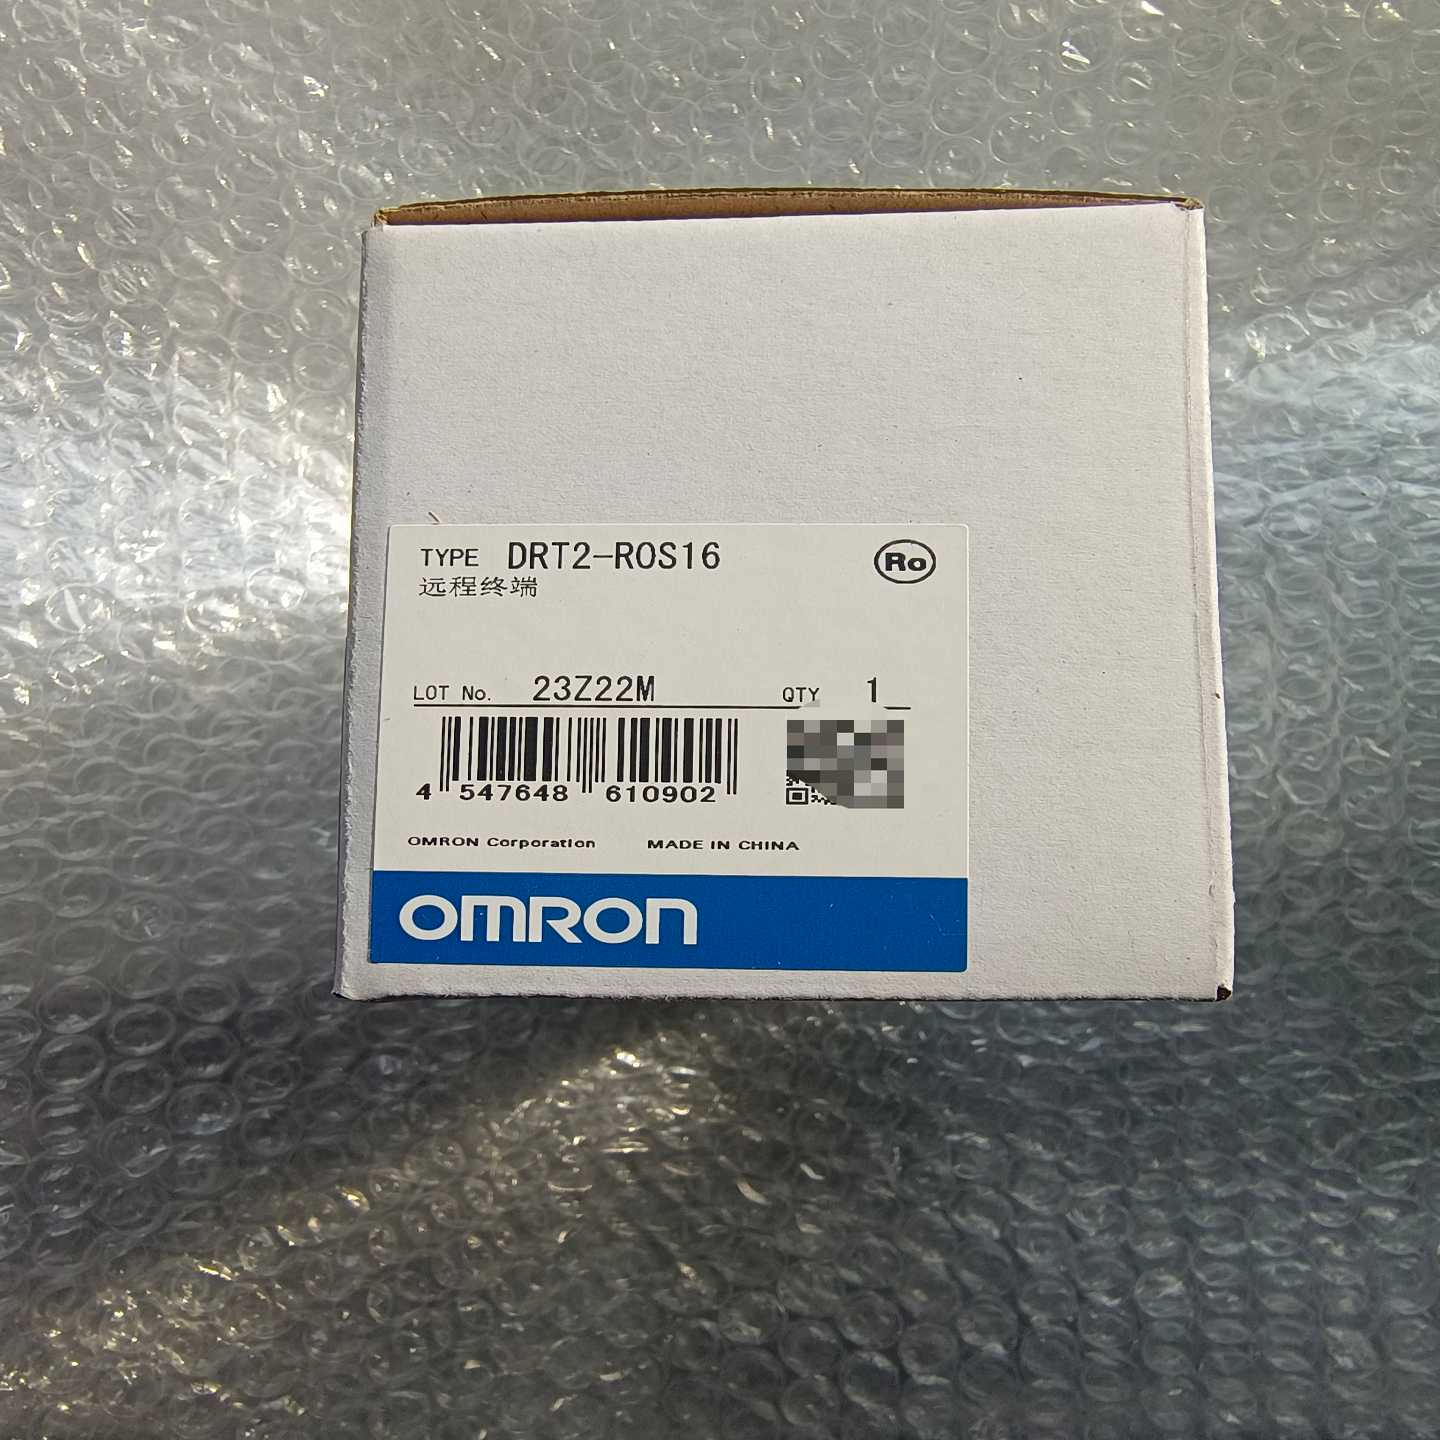 TYPE DRT2-ROS16
Ro
远程终端
LOT No. 23Z22M QTY 1
4 547648 610902
OMRON Corporation MADE IN CHINA
OMRON